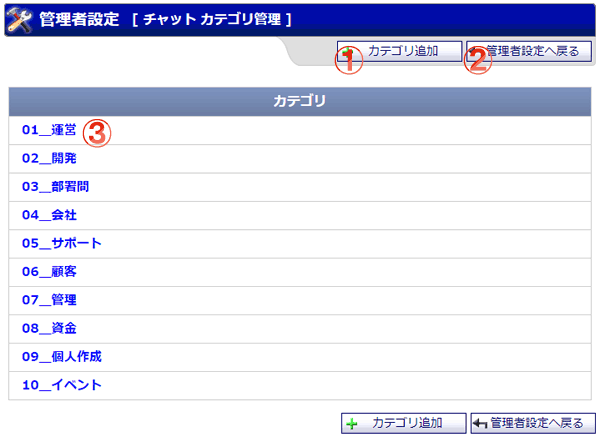 管理者設定 [ チャット カテゴリ管理 ]
① カテゴリ追加 ② 管理者設定へ戻る
カテゴリ
01__運営 ③
02__開発
03__部署間
04__会社
05__サポート
06__顧客
07__管理
08__資金
09__個人作成
10__イベント
カテゴリ追加 管理者設定へ戻る